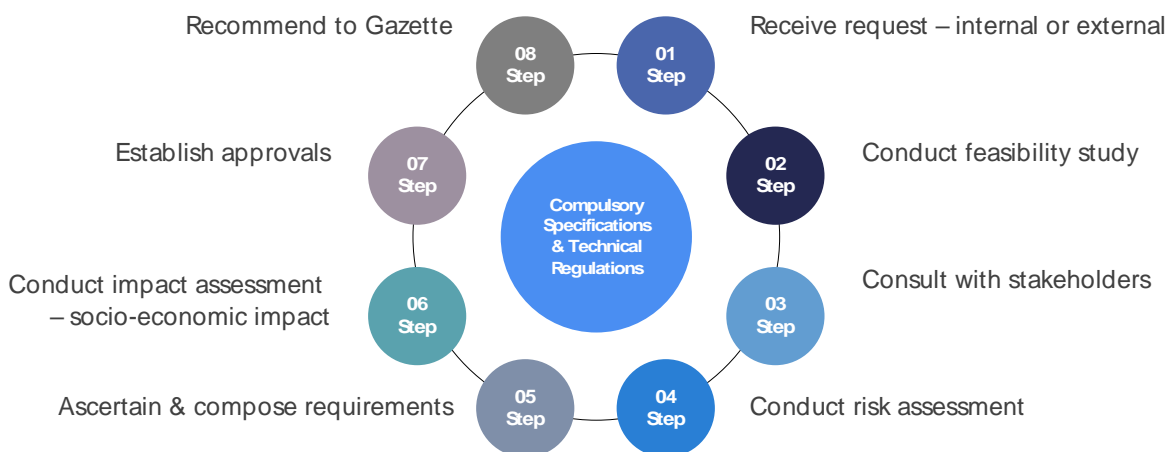 Receive request – internal or external
01
Step
Conduct feasibility study
02
Step
Consult with stakeholders
03
Step
Conduct risk assessment
04
Step
Ascertain & compose requirements
05
Step
Conduct impact assessment
– socio-economic impact
06
Step
Establish approvals
07
Step
Recommend to Gazette
08
Step
Compulsory
Specifications
& Technical
Regulations